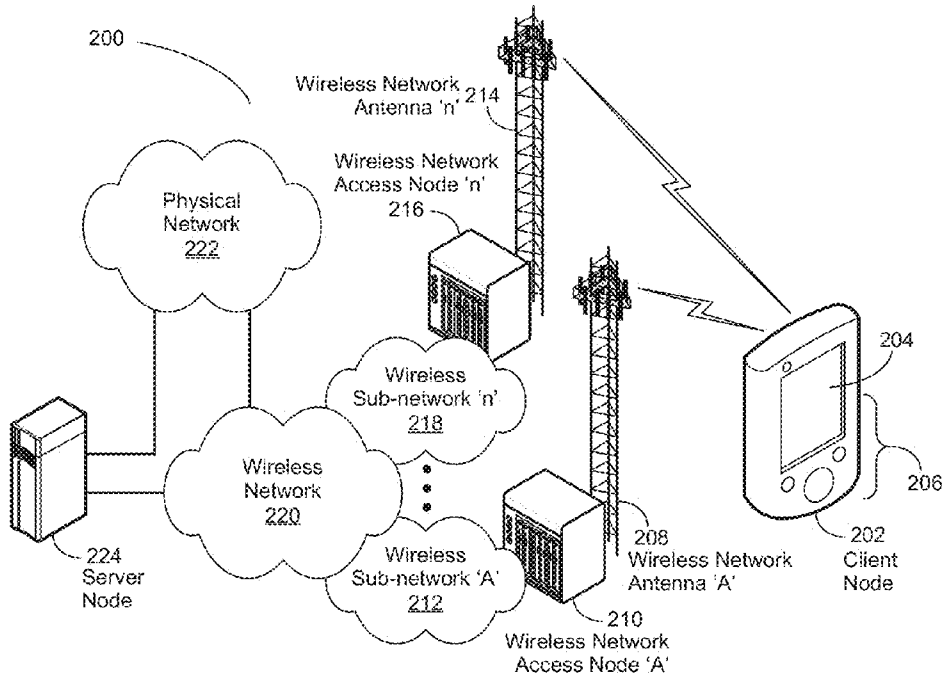 200
Wireless Network
Antenna 'n'
214
Wireless Network
Access Node 'n'
216
Physical
Network
222
204
Wireless
Sub-network 'n'
218
206
Wireless
Network
220
202
Client
Node
208
Wireless Network
Antenna 'A'
224
Server
Node
Wireless
Sub-network 'A'
212
210
Wireless Network
Access Node 'A'